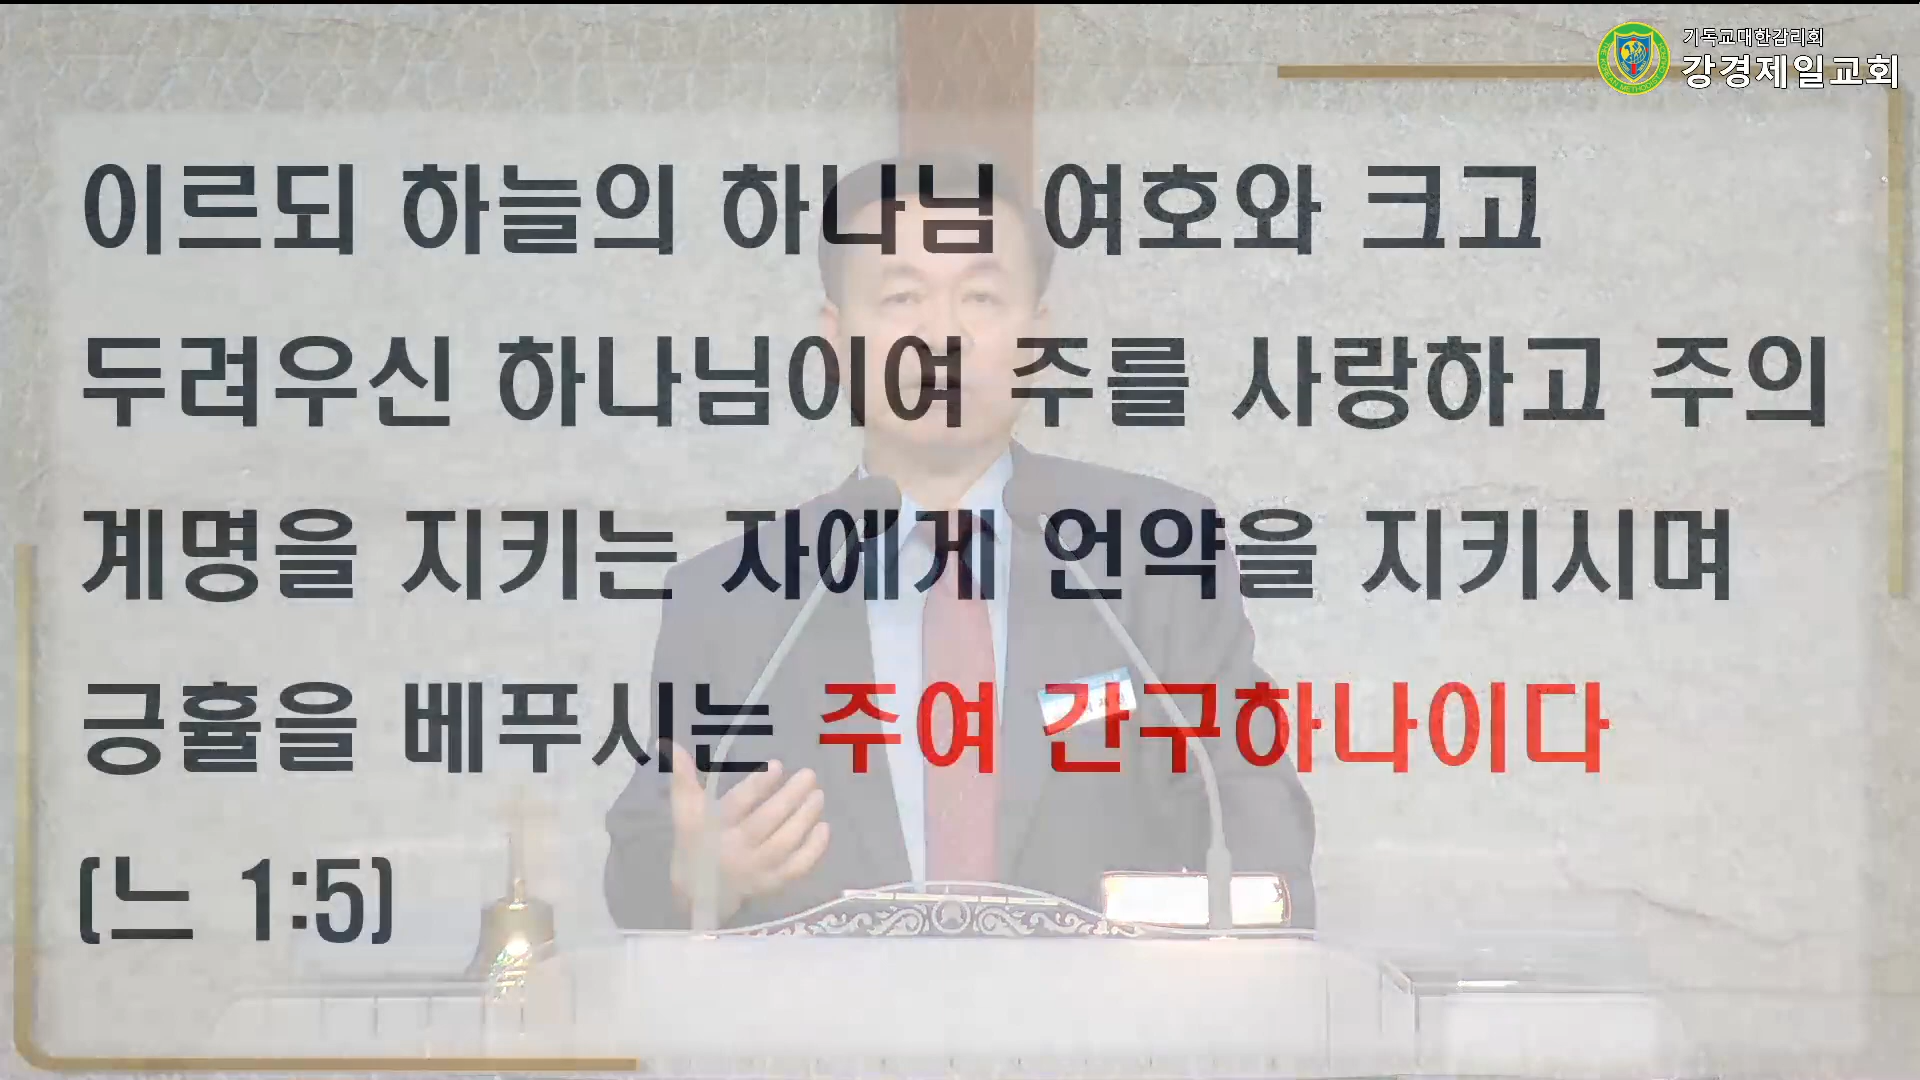 기독교대한감리회
강경제일교회
이르되 하늘의 하나님 여호와 크고
두려우신 하나님이여 주를 사랑하고 주의
계명을 지키는 자에게 언약을 지키시며
긍휼을 베푸시는 주여 간구하나이다
(느 1:5)